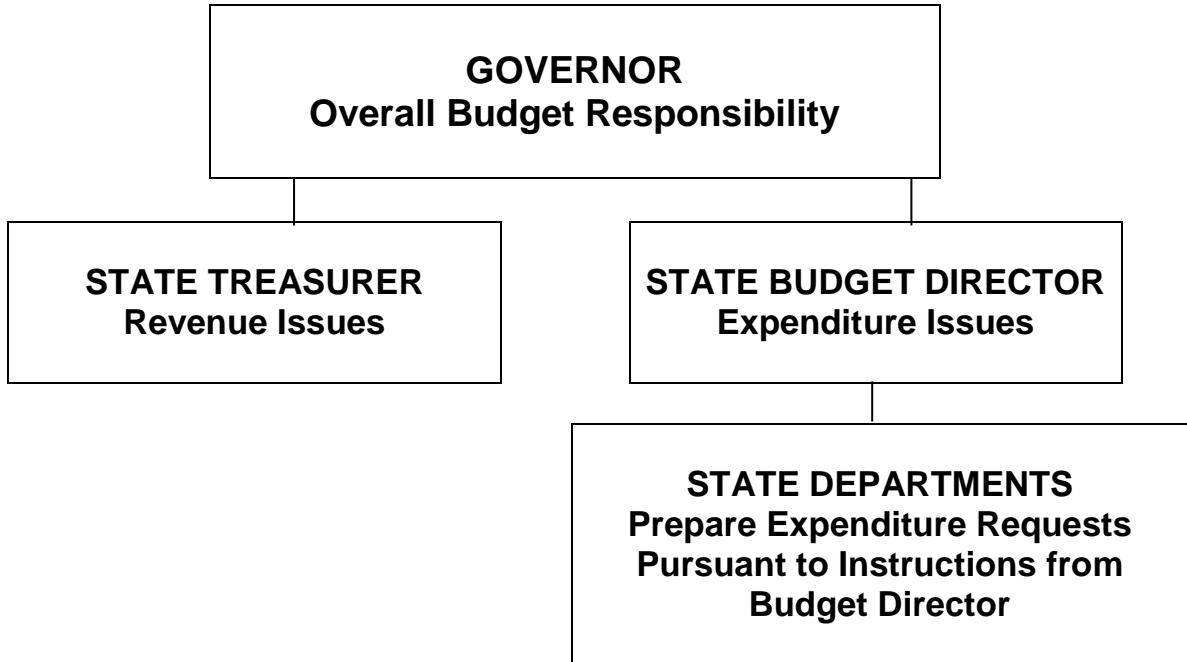 GOVERNOR
Overall Budget Responsibility
STATE TREASURER
Revenue Issues
STATE BUDGET DIRECTOR
Expenditure Issues
STATE DEPARTMENTS
Prepare Expenditure Requests
Pursuant to Instructions from
Budget Director